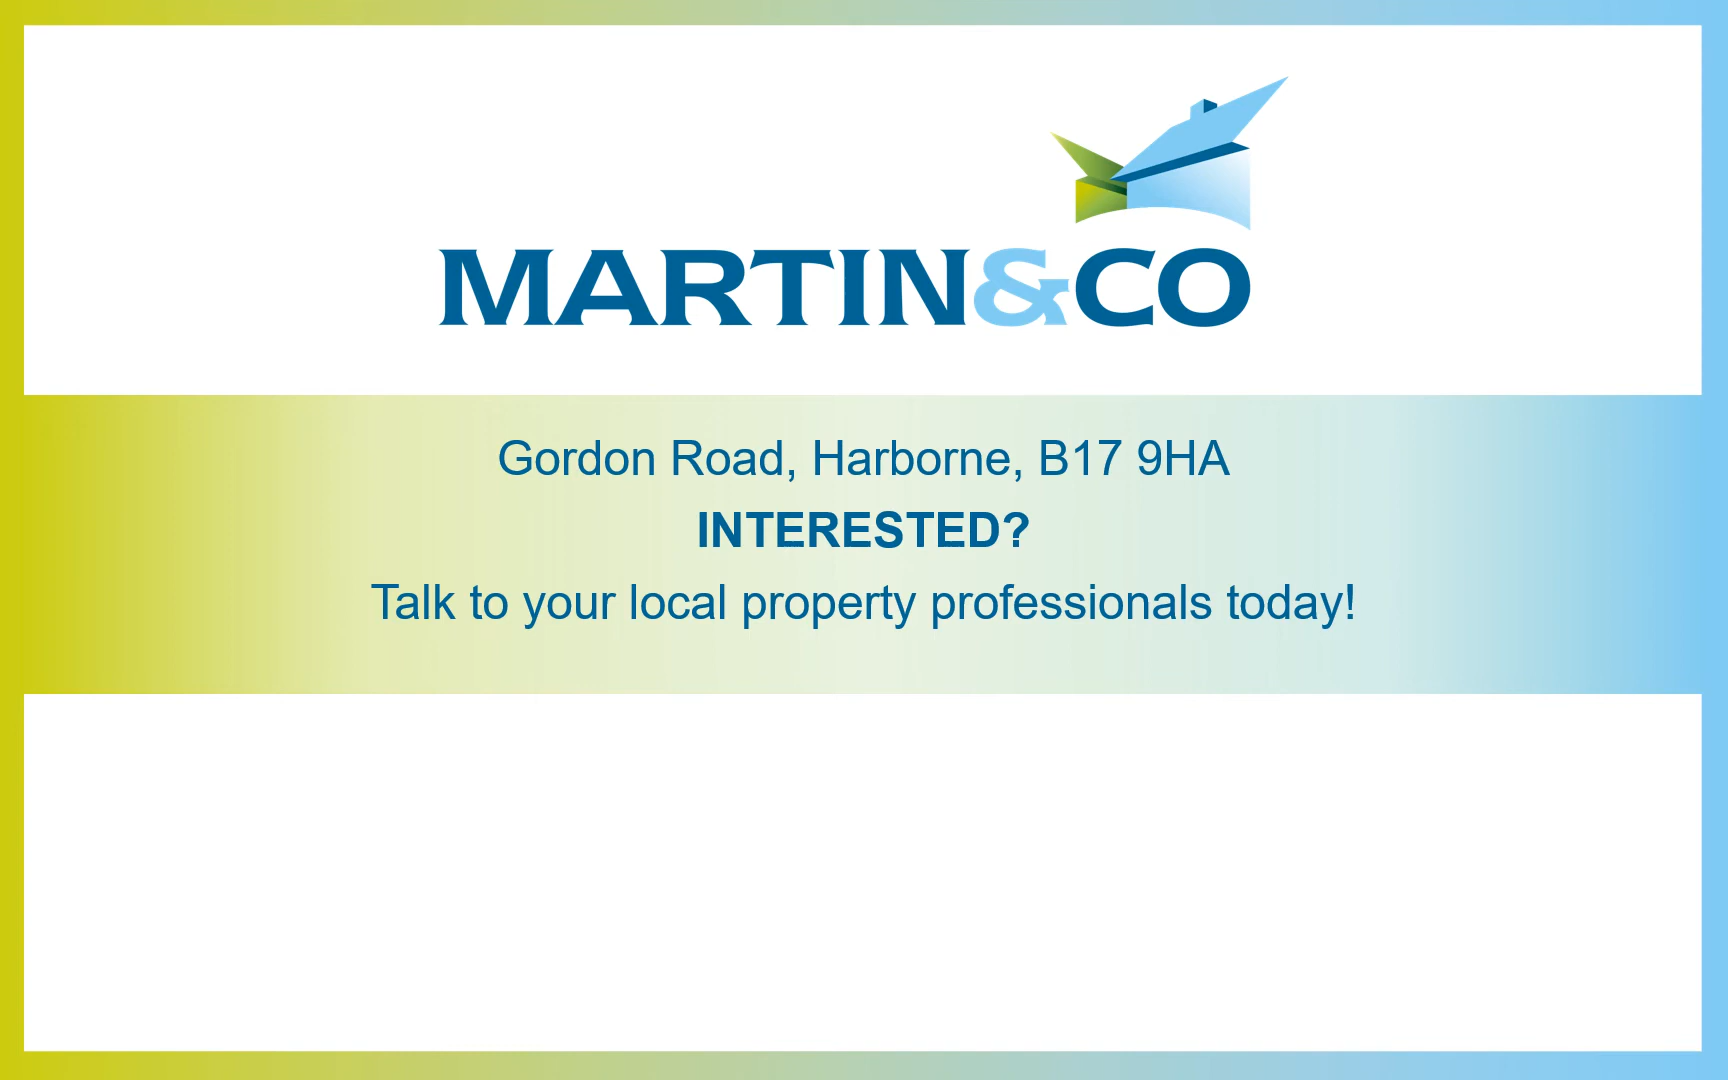 MARTIN&CO
Gordon Road, Harborne, B17 9HA
INTERESTED?
Talk to your local property professionals today!